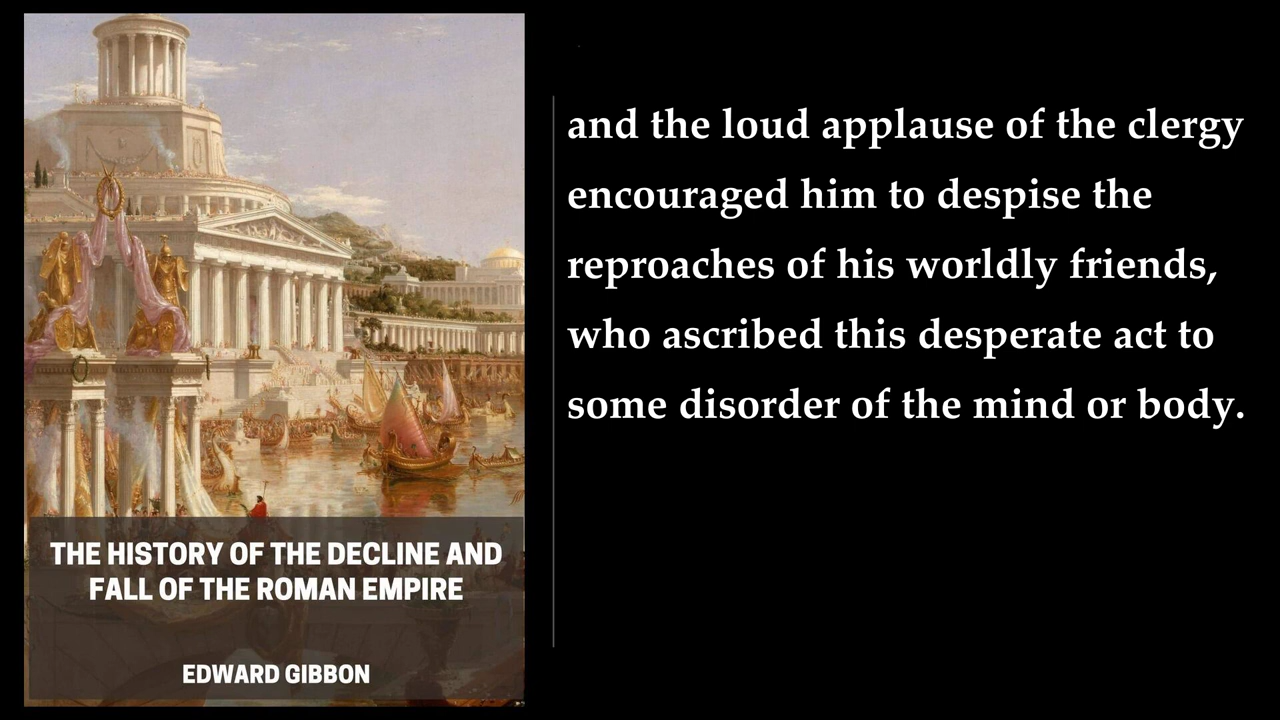 THE HISTORY OF THE DECLINE AND
FALL OF THE ROMAN EMPIRE
EDWARD GIBBON
and the loud applause of the clergy
encouraged him to despise the
reproaches of his worldly friends,
who ascribed this desperate act to
some disorder of the mind or body.